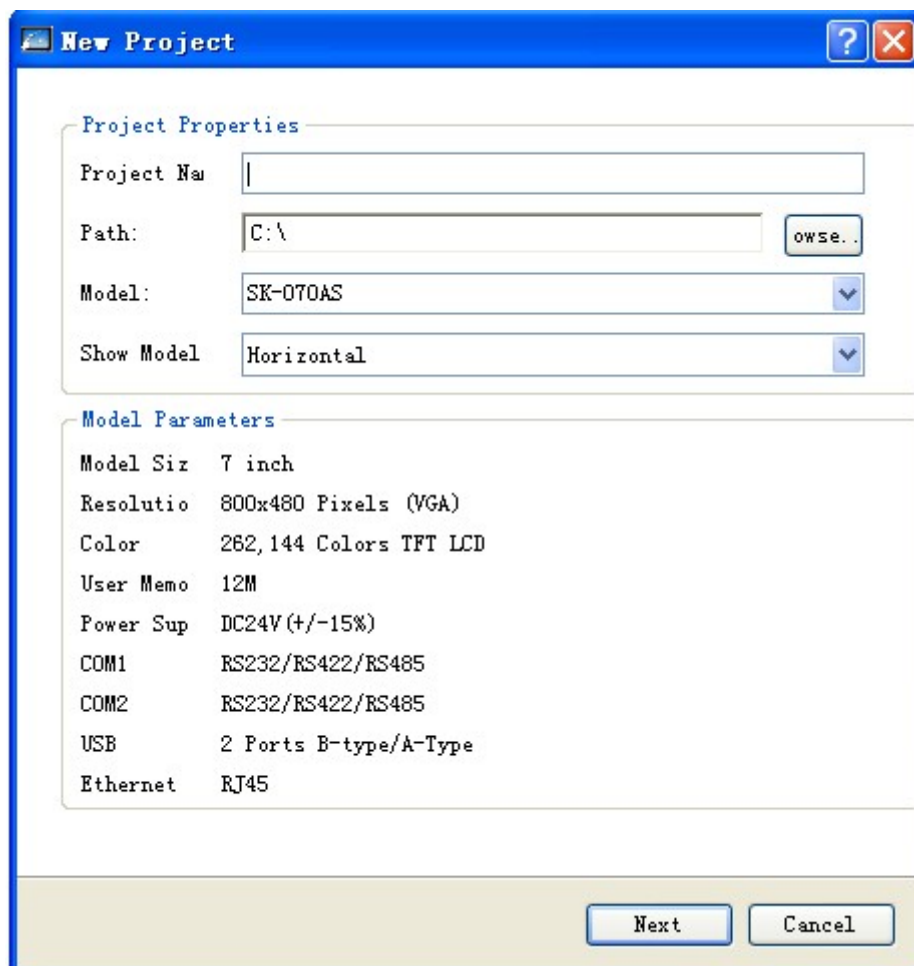 New Project
Project Properties
Project Na
Path: C:\ owse..
Model: SK-070AS
Show Model Horizontal
Model Parameters
Model Siz 7 inch
Resolutio 800x480 Pixels (VGA)
Color 262,144 Colors TFT LCD
User Memo 12M
Power Sup DC24V(+/-15%)
COM1 RS232/RS422/RS485
COM2 RS232/RS422/RS485
USB 2 Ports B-type/A-Type
Ethernet RJ45
Next Cancel